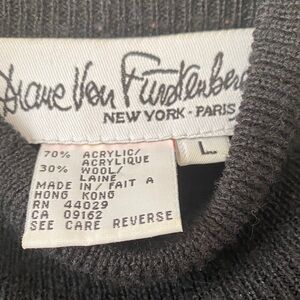 Diane Von Furstenberg
NEW YORK - PARIS
L
70% ACRYLIC/
ACRYLIQUE
30% WOOL/
LAINE
MADE IN / FAIT A
HONG KONG
RN 44029
CA 09162
SEE CARE REVERSE